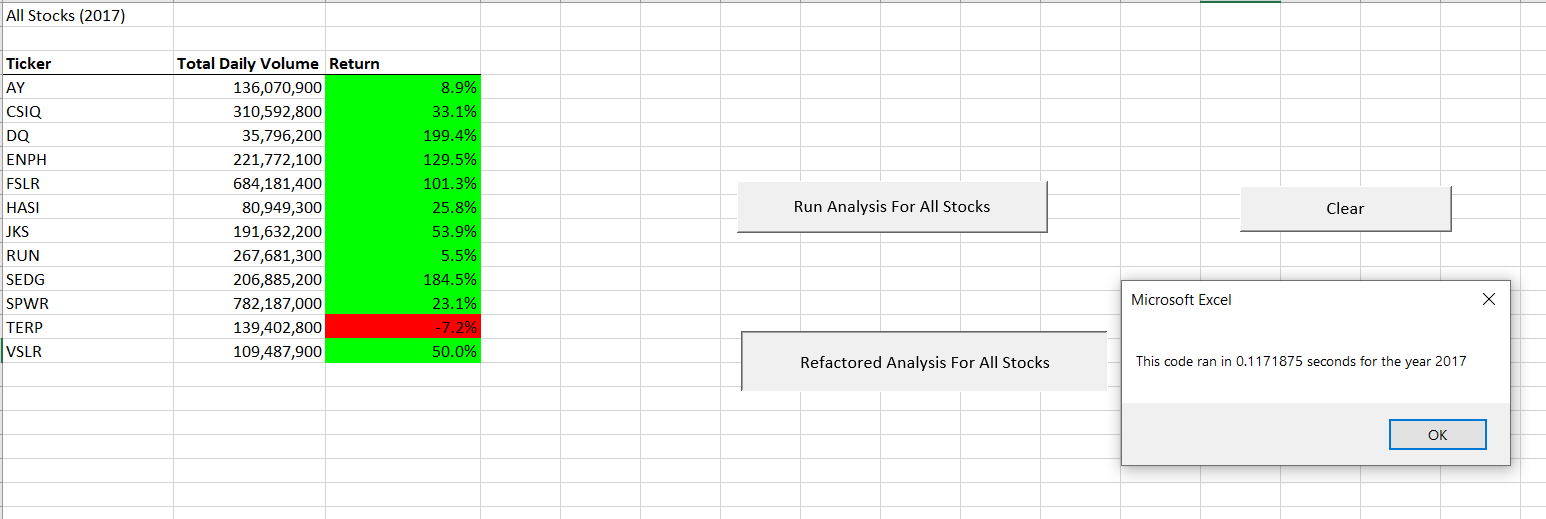 All Stocks (2017)
Ticker Total Daily Volume Return
AY 136,070,900 8.9%
CSIQ 310,592,800 33.1%
DQ 35,796,200 199.4%
ENPH 221,772,100 129.5%
FSLR 684,181,400 101.3%
HASI 80,949,300 25.8%
JKS 191,632,200 53.9%
RUN 267,681,300 5.5%
SEDG 206,885,200 184.5%
SPWR 782,187,000 23.1%
TERP 139,402,800 -7.2%
VSLR 109,487,900 50.0%
Run Analysis For All Stocks
Clear
Refactored Analysis For All Stocks
Microsoft Excel
This code ran in 0.1171875 seconds for the year 2017
OK